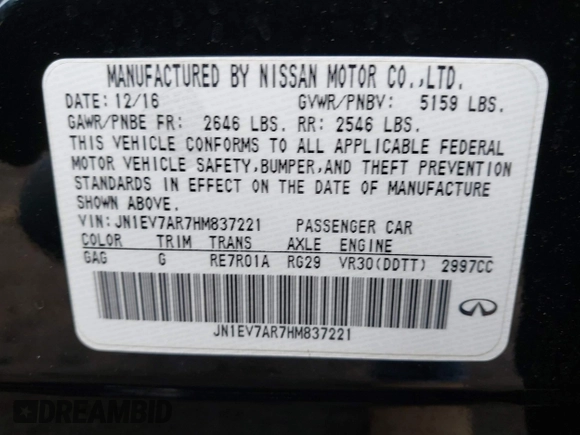 MANUFACTURED BY NISSAN MOTOR CO.,LTD.
DATE: 12/16 GVWR/PNBV: 5159 LBS.
GAWR/PNBE FR: 2646 LBS. RR: 2546 LBS.
THIS VEHICLE CONFORMS TO ALL APPLICABLE FEDERAL
MOTOR VEHICLE SAFETY,BUMPER,AND THEFT PREVENTION
STANDARDS IN EFFECT ON THE DATE OF MANUFACTURE
SHOWN ABOVE.
VIN:JN1EV7AR7HM837221 PASSENGER CAR
COLOR TRIM TRANS AXLE ENGINE
GAG G RE7R01A RG29 VR30(DDTT) 2997CC
JN1EV7AR7HM837221
DREAMBID